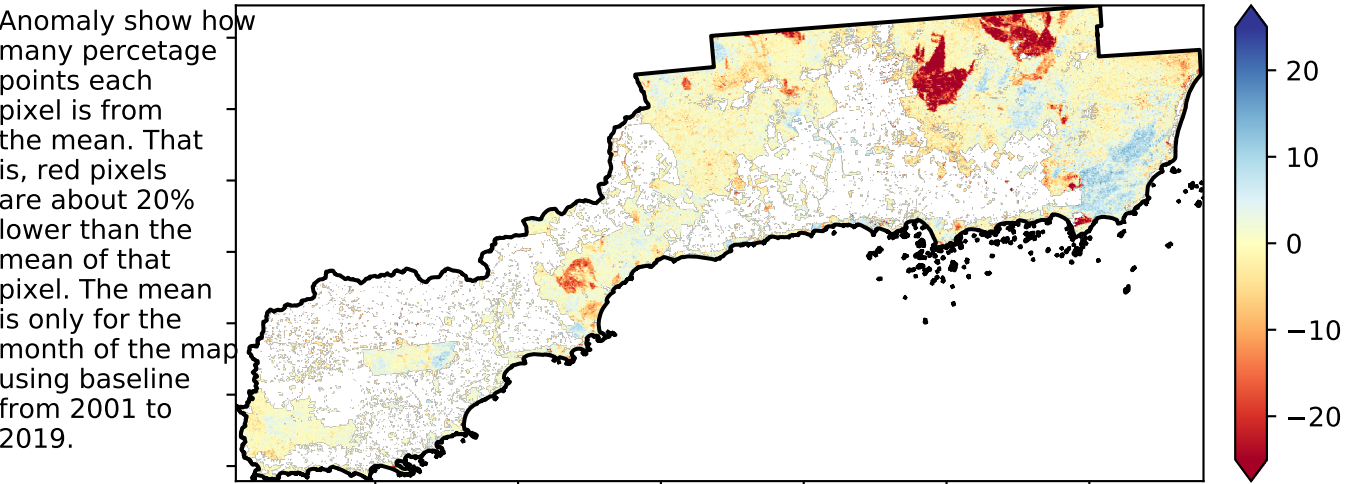 Anomaly show how
many percetage
points each
pixel is from
the mean. That
is, red pixels
are about 20%
lower than the
mean of that
pixel. The mean
is only for the
month of the map
using baseline
from 2001 to
2019.
20
10
0
−10
−20